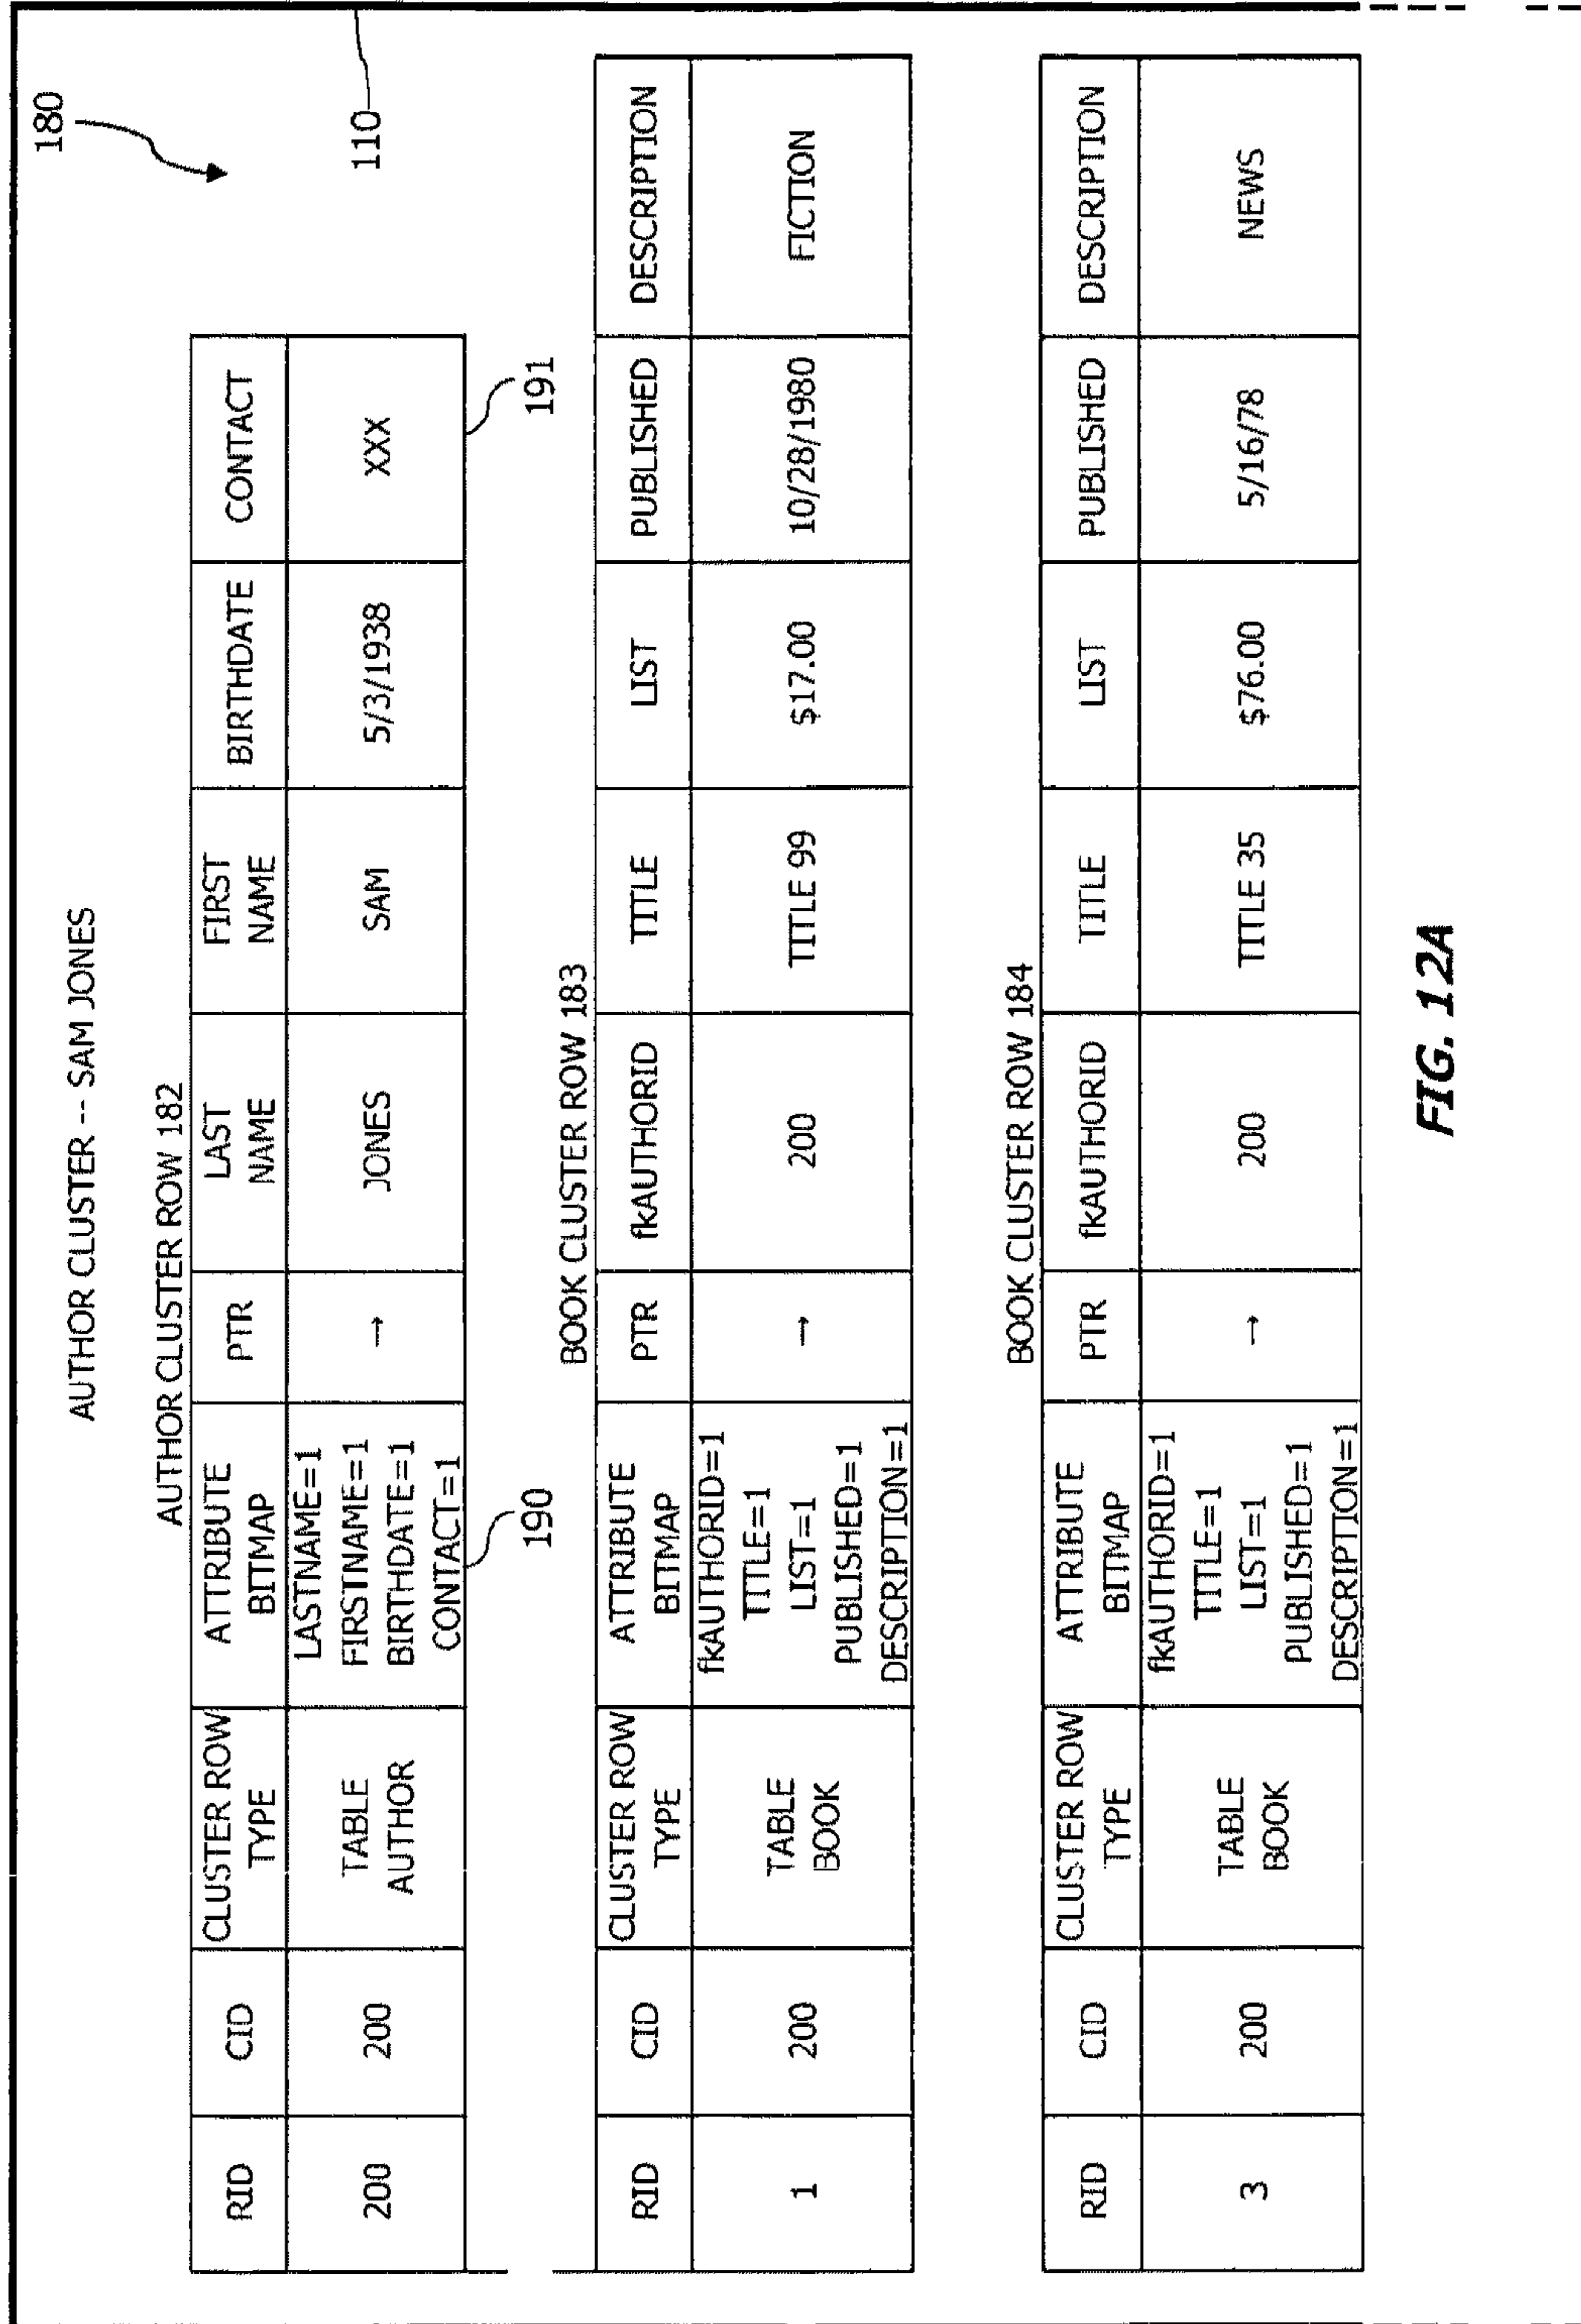 180
110
AUTHOR CLUSTER -- SAM JONES
AUTHOR CLUSTER ROW 182
RID CID CLUSTER ROW TYPE ATTRIBUTE BITMAP PTR LAST NAME FIRST NAME BIRTHDATE CONTACT
200 200 TABLE AUTHOR LASTNAME=1 FIRSTNAME=1 BIRTHDATE=1 CONTACT=1 → JONES SAM 5/3/1938 XXX
190
191
BOOK CLUSTER ROW 183
RID CID CLUSTER ROW TYPE ATTRIBUTE BITMAP PTR fkAUTHORID TITLE LIST PUBLISHED DESCRIPTION
1 200 TABLE BOOK fkAUTHORID=1 TITLE=1 LIST=1 PUBLISHED=1 DESCRIPTION=1 → 200 TITLE 99 $17.00 10/28/1980 FICTION
BOOK CLUSTER ROW 184
RID CID CLUSTER ROW TYPE ATTRIBUTE BITMAP PTR fkAUTHORID TITLE LIST PUBLISHED DESCRIPTION
3 200 TABLE BOOK fkAUTHORID=1 TITLE=1 LIST=1 PUBLISHED=1 DESCRIPTION=1 → 200 TITLE 35 $76.00 5/16/78 NEWS
FIG. 12A